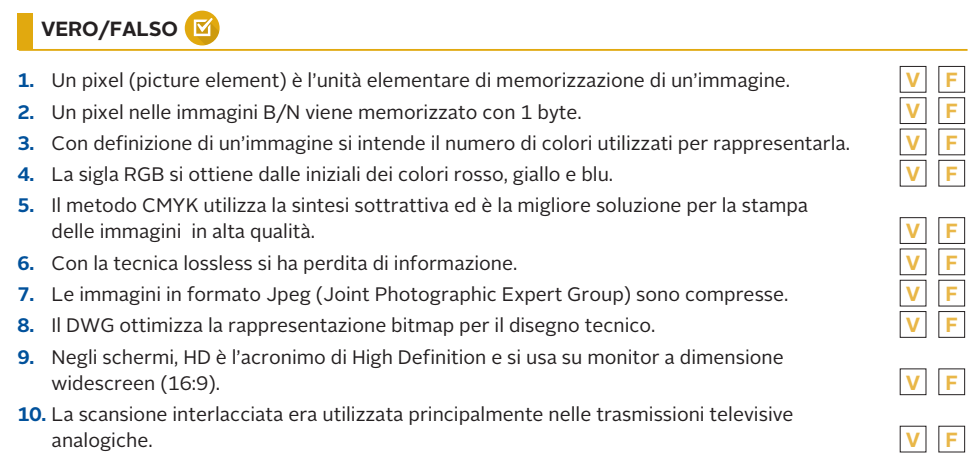 VERO/FALSO
1. Un pixel (picture element) è l'unità elementare di memorizzazione di un'immagine. V F
2. Un pixel nelle immagini B/N viene memorizzato con 1 byte. V F
3. Con definizione di un'immagine si intende il numero di colori utilizzati per rappresentarla. V F
4. La sigla RGB si ottiene dalle iniziali dei colori rosso, giallo e blu. V F
5. Il metodo CMYK utilizza la sintesi sottrattiva ed è la migliore soluzione per la stampa
delle immagini in alta qualità. V F
6. Con la tecnica lossless si ha perdita di informazione. V F
7. Le immagini in formato Jpeg (Joint Photographic Expert Group) sono compresse. V F
8. Il DWG ottimizza la rappresentazione bitmap per il disegno tecnico. V F
9. Negli schermi, HD è l'acronimo di High Definition e si usa su monitor a dimensione
widescreen (16:9). V F
10. La scansione interlacciata era utilizzata principalmente nelle trasmissioni televisive
analogiche. V F